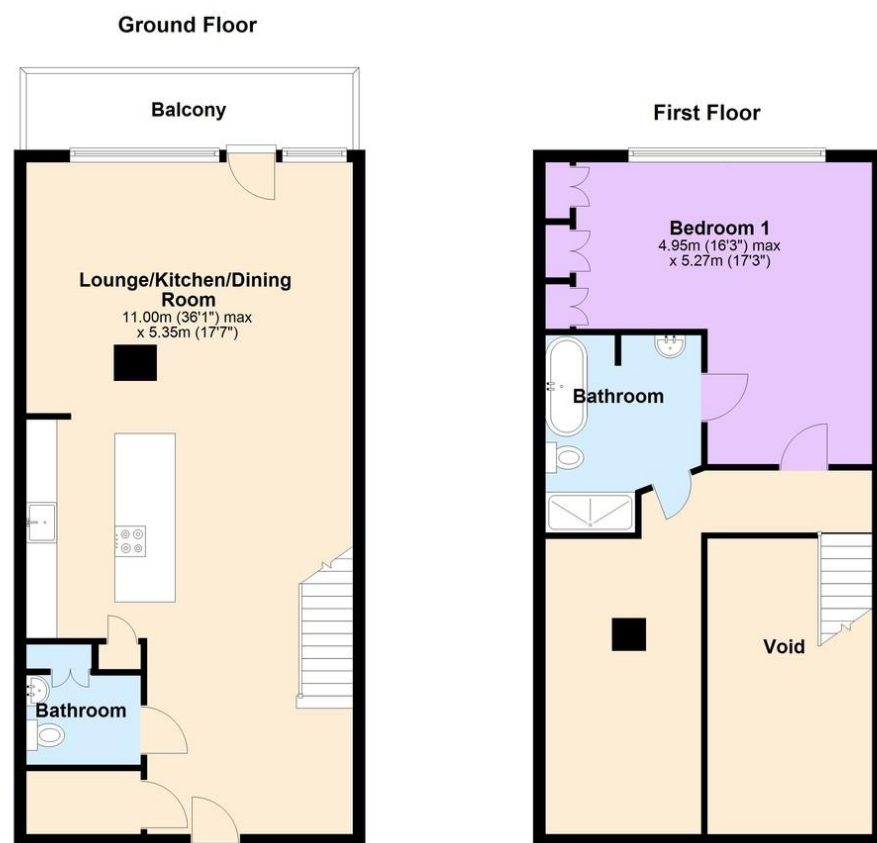 Ground Floor
Balcony
Lounge/Kitchen/Dining
Room
11.00m (36'1") max
x 5.35m (17'7")
Bathroom
First Floor
Bedroom 1
4.95m (16'3") max
x 5.27m (17'3")
Bathroom
Void